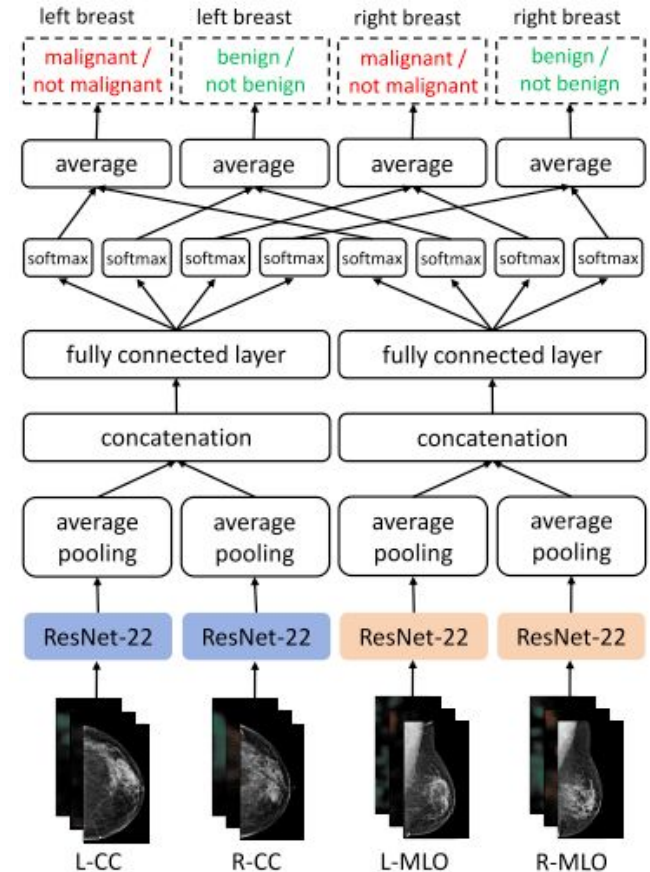 left breast left breast right breast right breast
malignant / benign / malignant / benign /
not malignant not benign not malignant not benign
average average average average
softmax softmax softmax softmax softmax softmax softmax softmax
fully connected layer fully connected layer
concatenation concatenation
average average average average
pooling pooling pooling pooling
ResNet-22 ResNet-22 ResNet-22 ResNet-22
L-CC R-CC L-MLO R-MLO